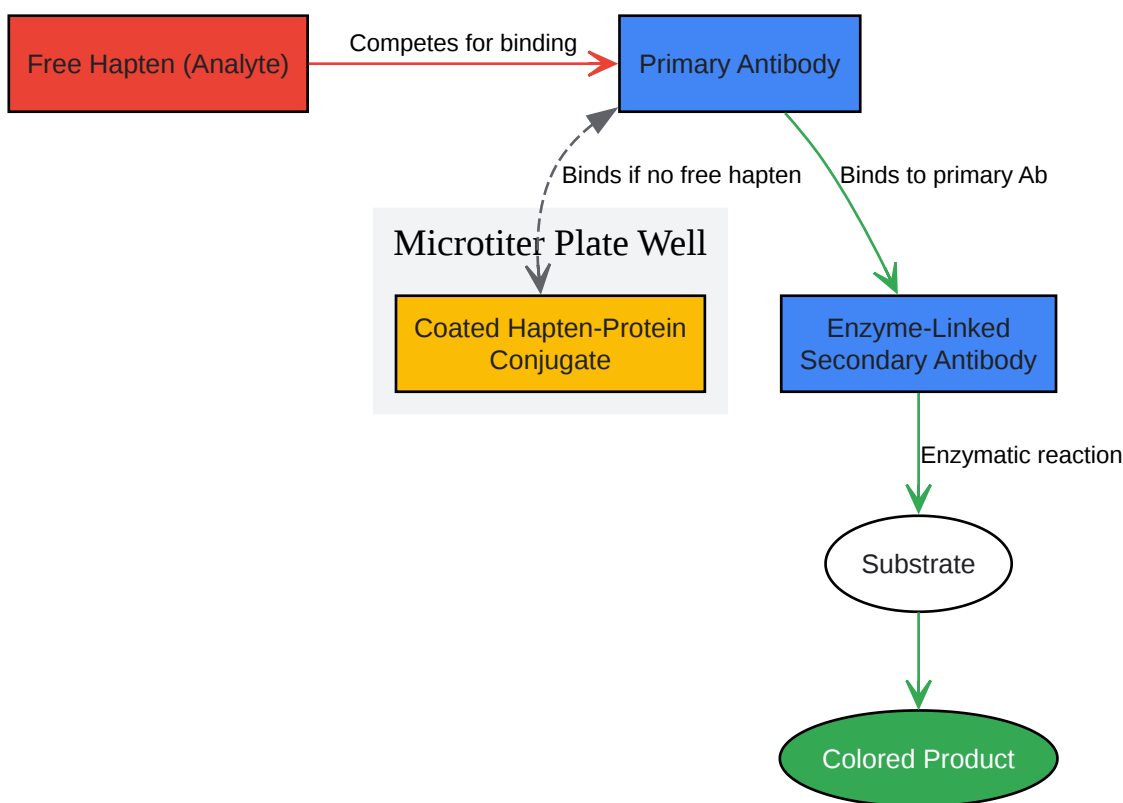 Free Hapten (Analyte)
Competes for binding
Primary Antibody
Binds if no free hapten
Binds to primary Ab
Microtiter Plate Well
Coated Hapten-Protein
Conjugate
Enzyme-Linked
Secondary Antibody
Enzymatic reaction
Substrate
Colored Product